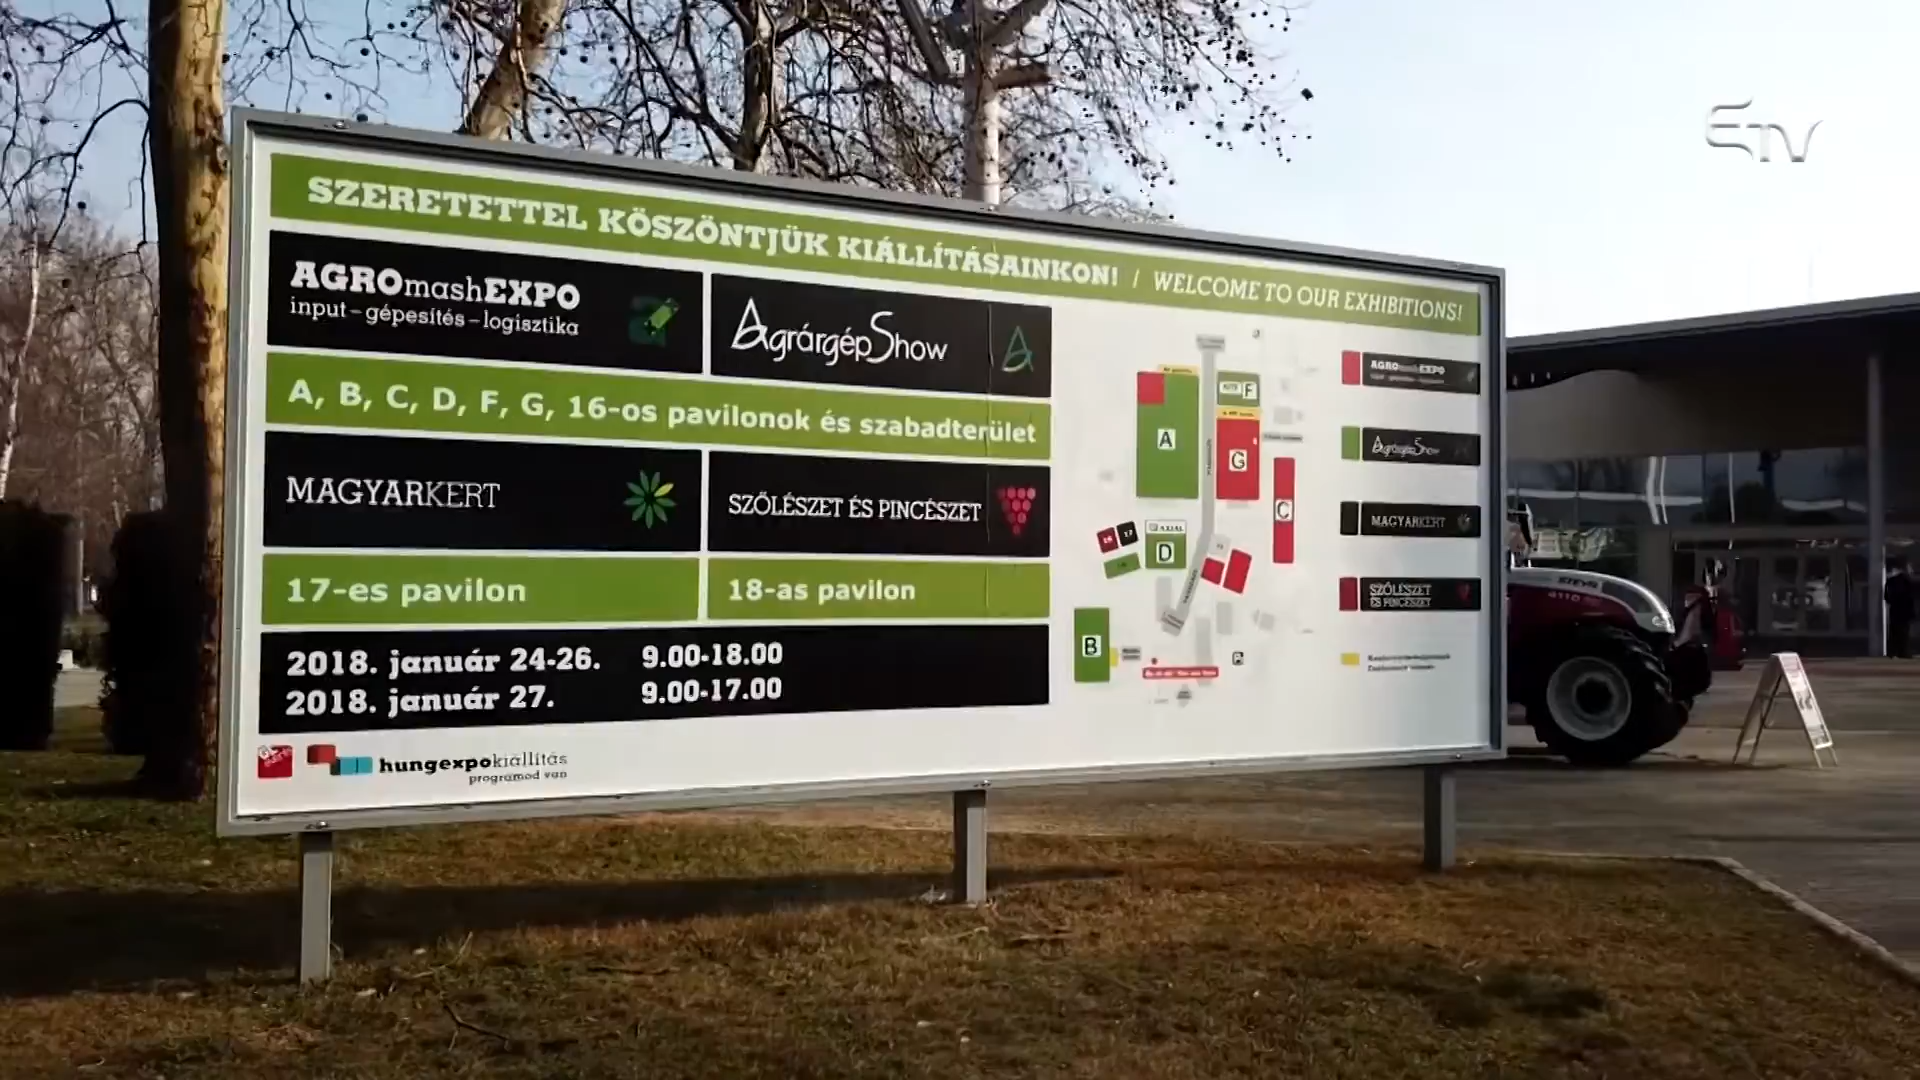 ETV
SZERETETTEL KÖSZÖNTJÜK KIÁLLÍTÁSAINKON! / WELCOME TO OUR EXHIBITIONS!
AGROmashEXPO
input – gépesítés – logisztika
AgrárgépShow
A, B, C, D, F, G, 16-os pavilonok és szabadterület
MAGYARKERT
SZŐLÉSZET ÉS PINCÉSZET
17-es pavilon
18-as pavilon
2018. január 24-26. 9.00-18.00
2018. január 27. 9.00-17.00
hungexpokiállítás
programod van
A
F
G
C
AXIAL
D
B
P
AGROmashEXPO
AgrárgépShow
MAGYARKERT
SZŐLÉSZET
ÉS PINCÉSZET
STEYR